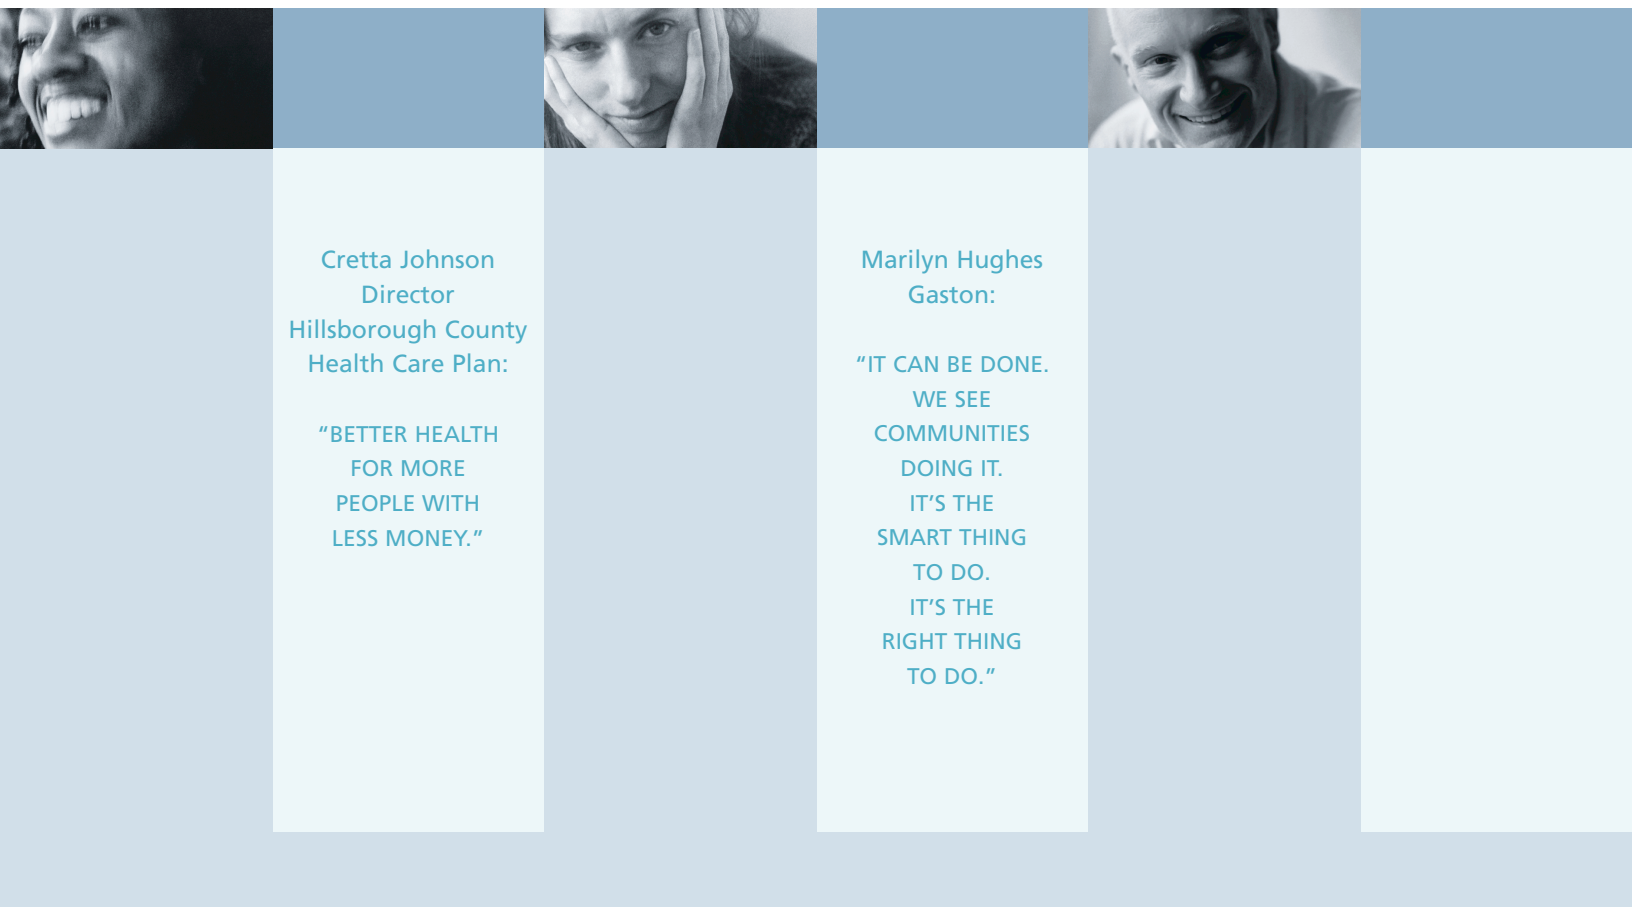 Cretta Johnson
Director
Hillsborough County
Health Care Plan:
“BETTER HEALTH
FOR MORE
PEOPLE WITH
LESS MONEY.”
Marilyn Hughes
Gaston:
“IT CAN BE DONE.
WE SEE
COMMUNITIES
DOING IT.
IT’S THE
SMART THING
TO DO.
IT’S THE
RIGHT THING
TO DO.”